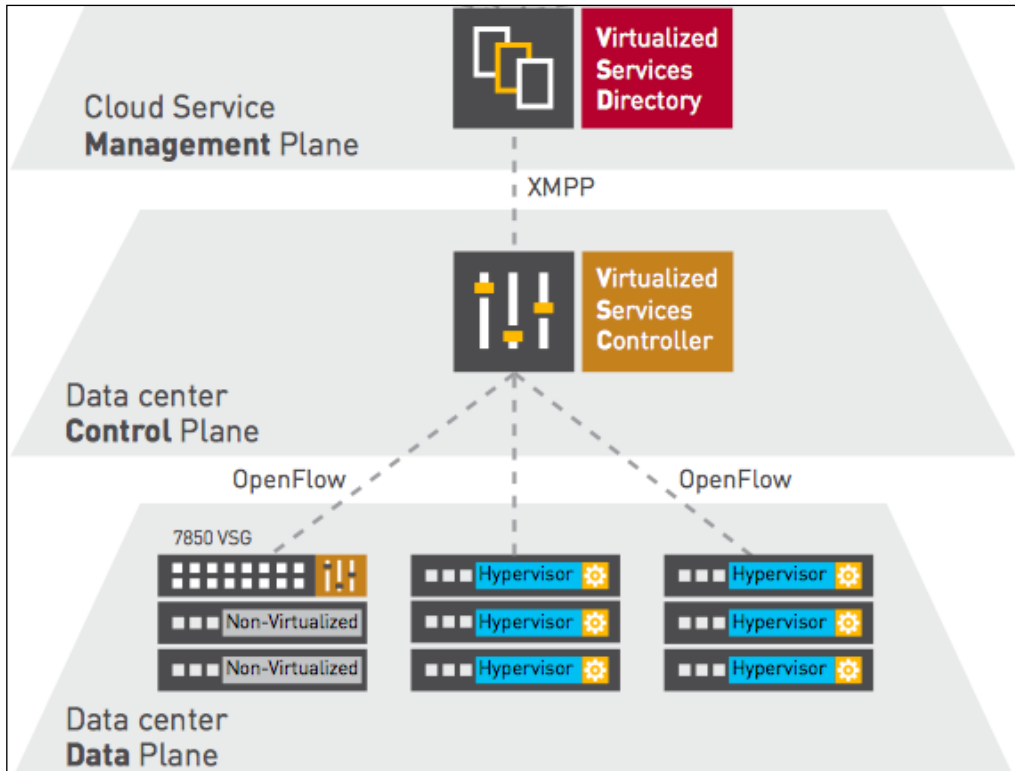 Virtualized
Services
Directory
Cloud Service
Management Plane
XMPP
Virtualized
Services
Controller
Data center
Control Plane
OpenFlow
OpenFlow
7850 VSG
Hypervisor
Hypervisor
Non-Virtualized
Hypervisor
Hypervisor
Non-Virtualized
Hypervisor
Hypervisor
Data center
Data Plane